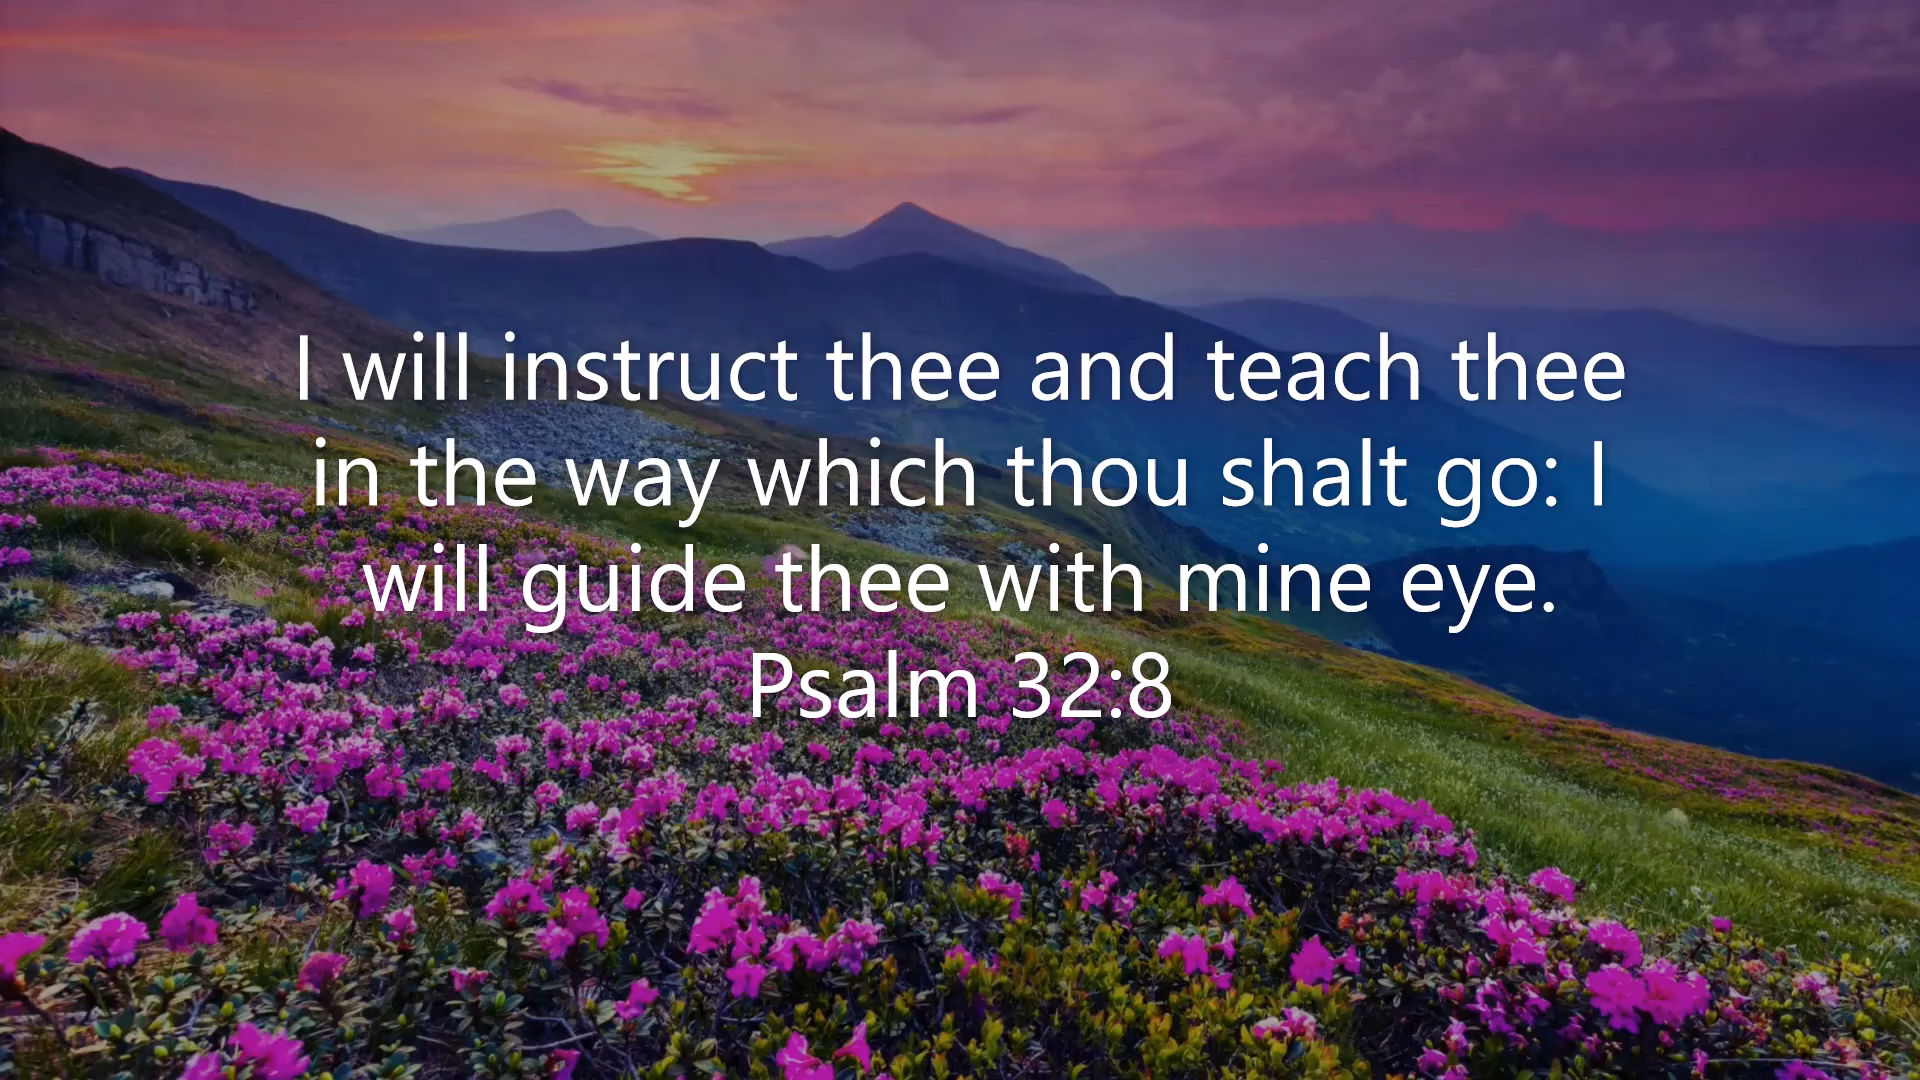 I will instruct thee and teach thee
in the way which thou shalt go: I
will guide thee with mine eye.
Psalm 32:8